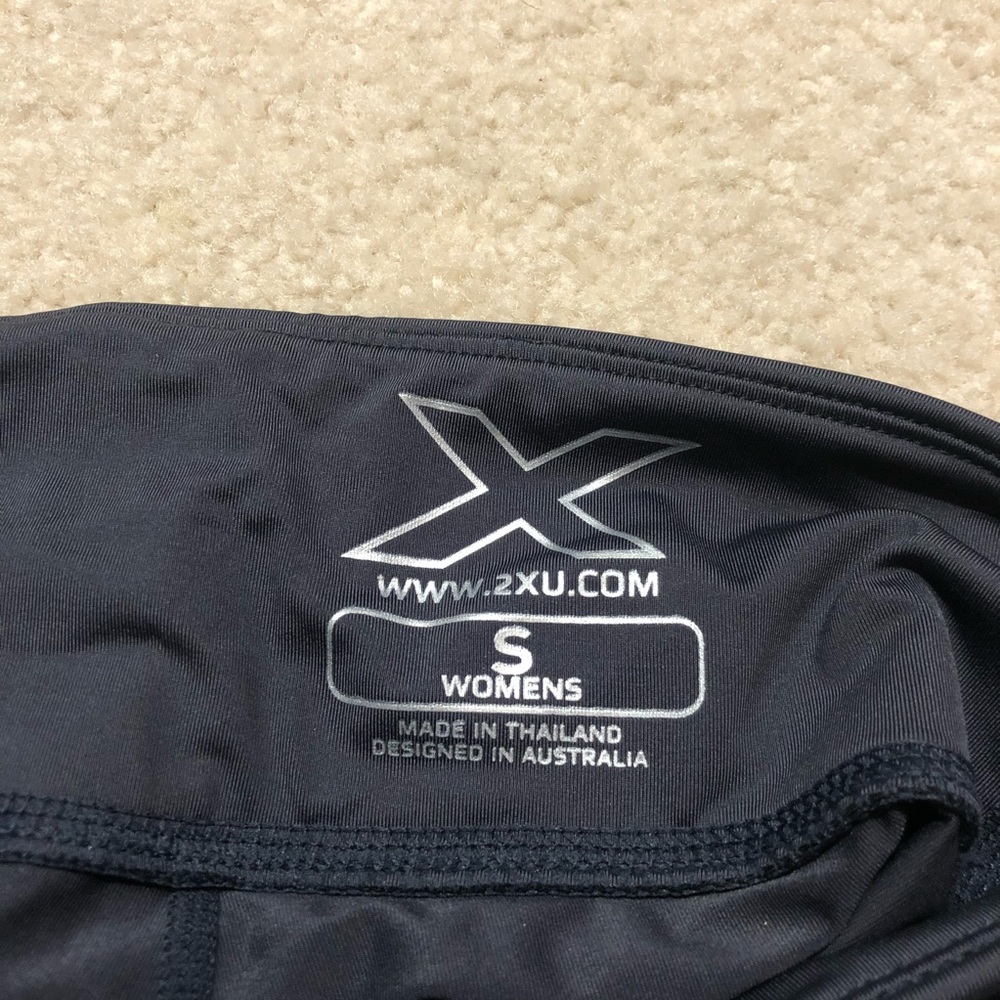 X
WWW.2XU.COM
S
WOMENS
MADE IN THAILAND
DESIGNED IN AUSTRALIA